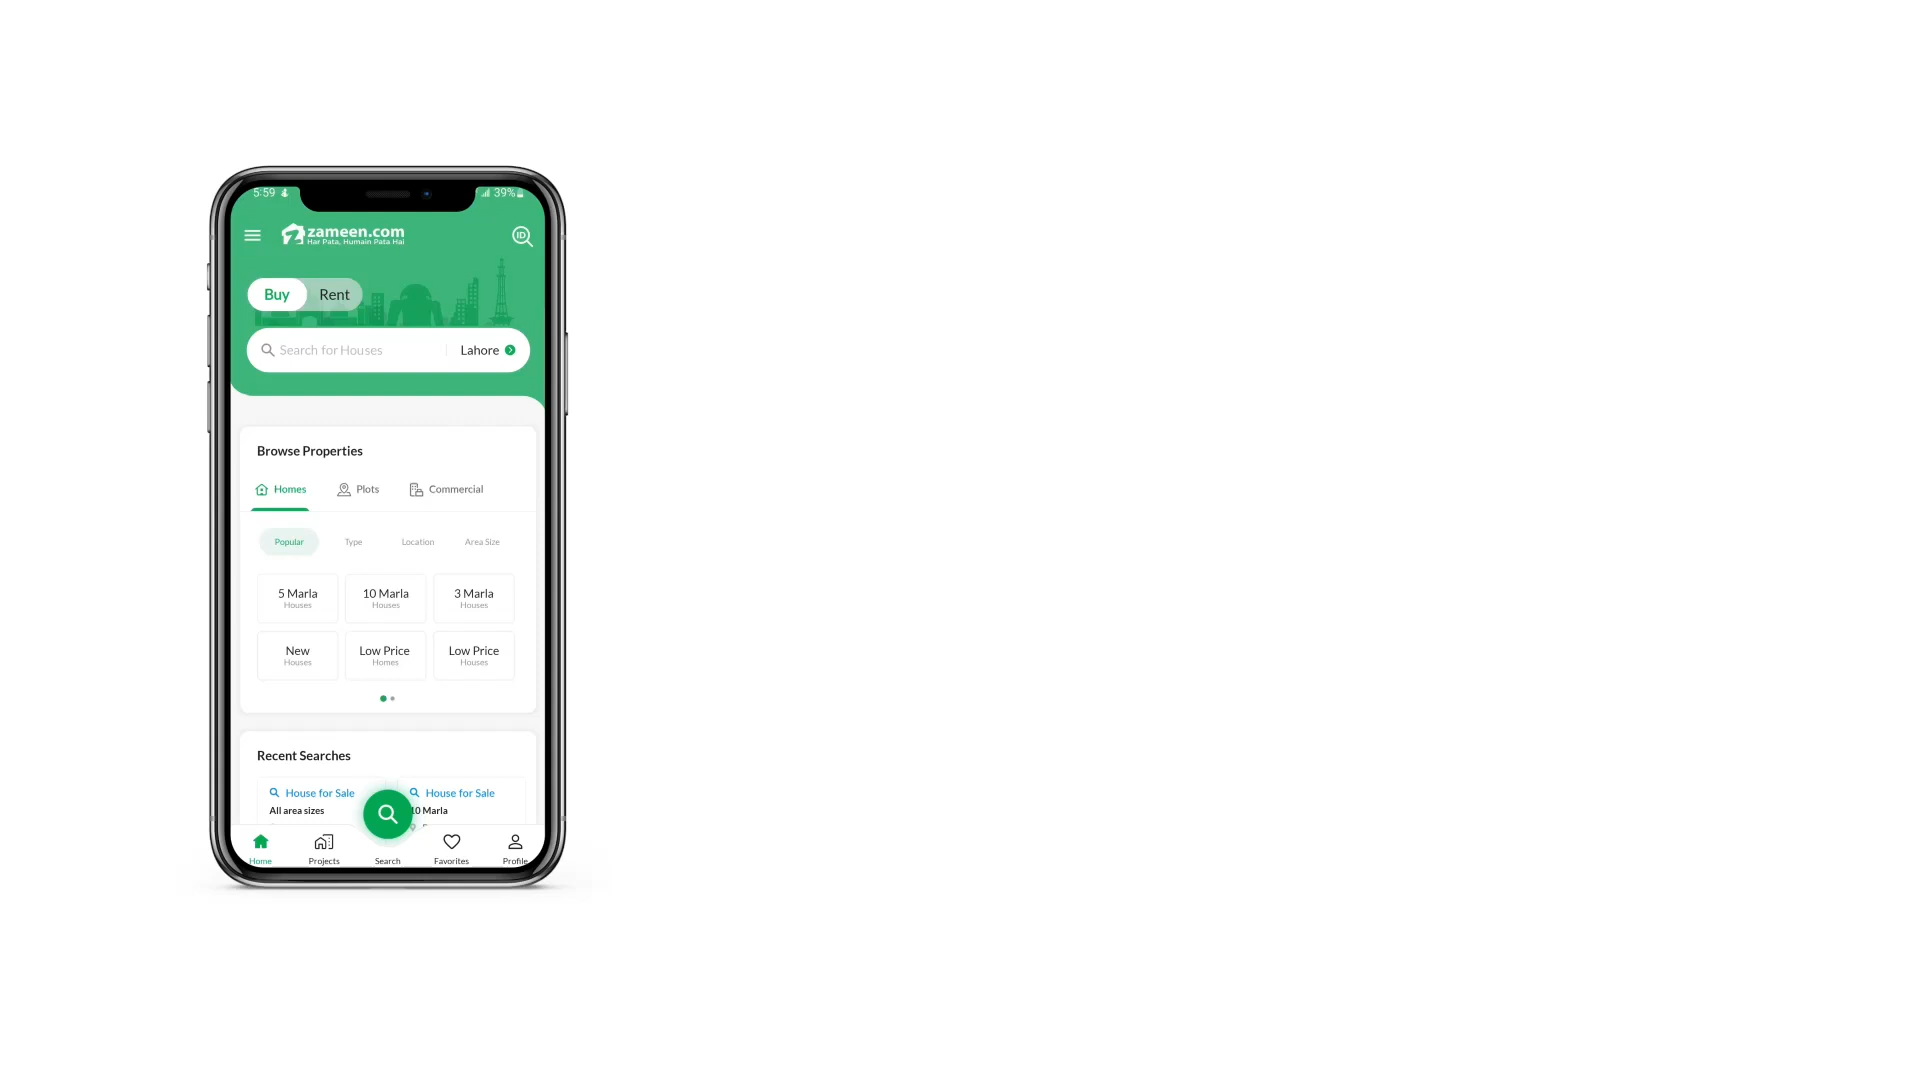 5:59
39%
zameen.com
Har Pata, Humain Pata Hai
ID
Buy
Rent
Search for Houses
Lahore
Browse Properties
Homes
Plots
Commercial
Popular
Type
Location
Area Size
5 Marla
Houses
10 Marla
Houses
3 Marla
Houses
New
Houses
Low Price
Homes
Low Price
Houses
Recent Searches
House for Sale
All area sizes
House for Sale
10 Marla
Home
Projects
Search
Favorites
Profile